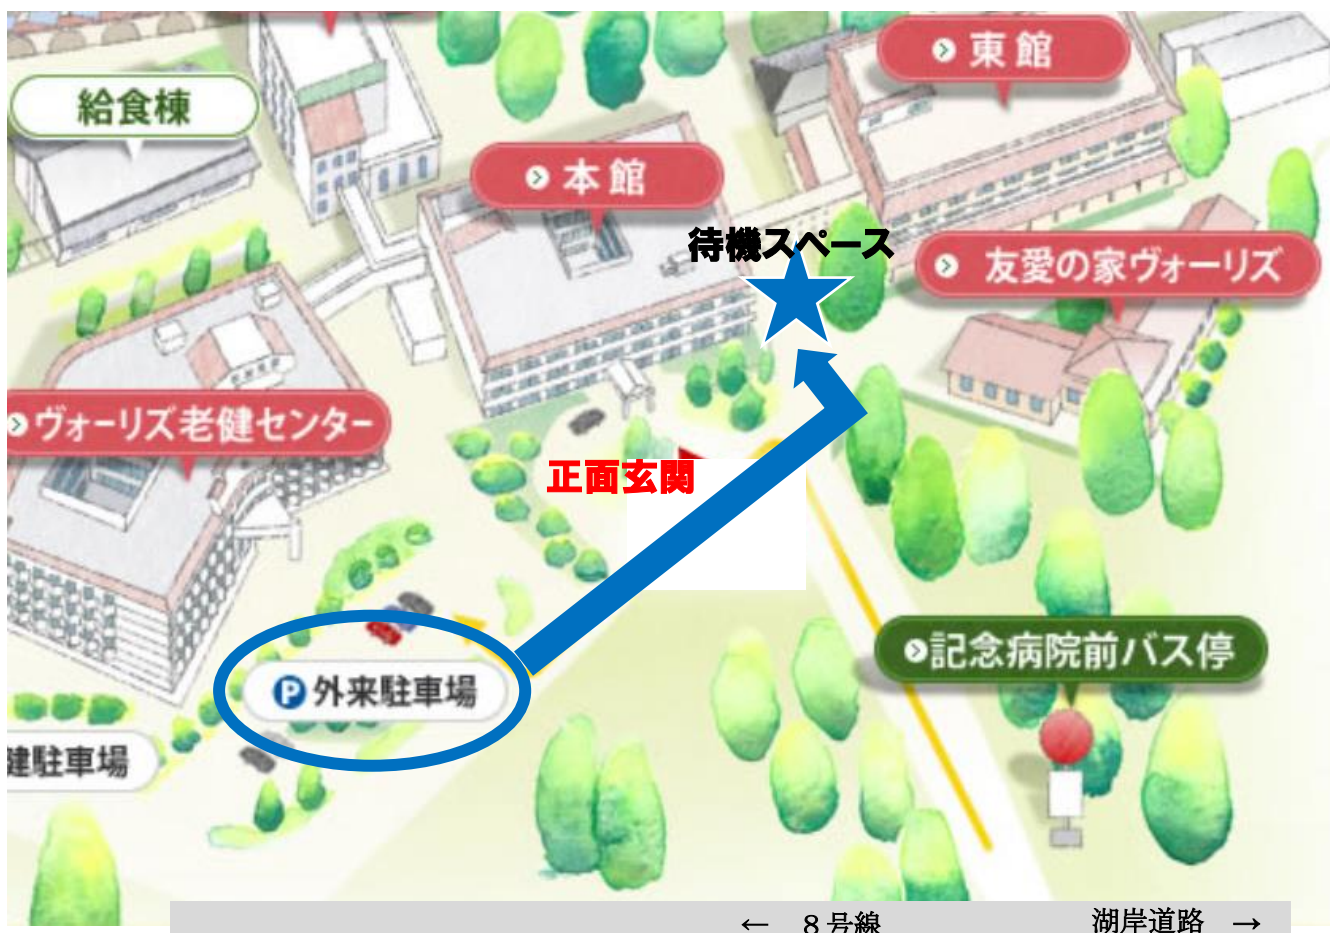 東館
給食棟
本館
待機スペース
友愛の家ヴォーリズ
ヴォーリズ老健センター
正面玄関
記念病院前バス停
P 外来駐車場
健駐車場
← 8号線 湖岸道路 →